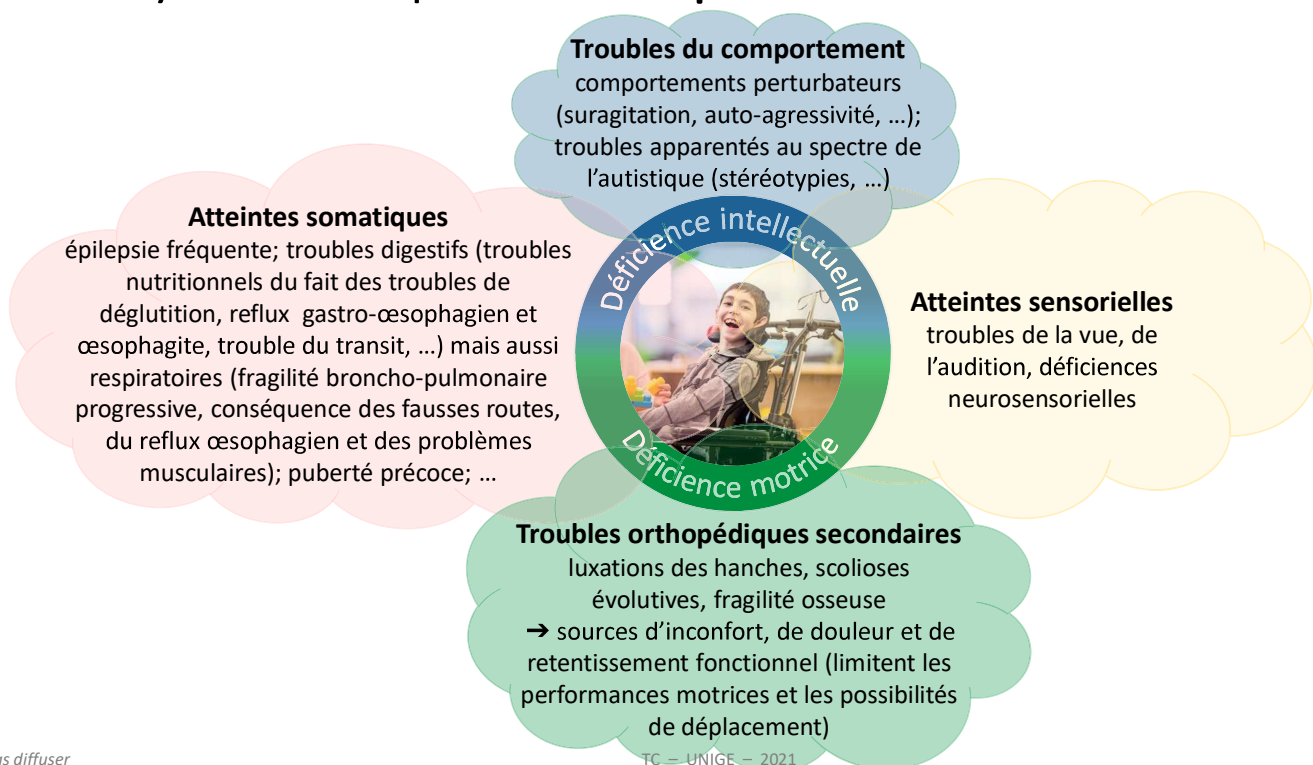 Troubles du comportement
comportements perturbateurs
(suragitation, auto-agressivité, …);
troubles apparentés au spectre de
l’autistique (stéréotypies, …)
Atteintes somatiques
épilepsie fréquente; troubles digestifs (troubles
nutritionnels du fait des troubles de
déglutition, reflux gastro-œsophagien et
œsophagite, trouble du transit, …) mais aussi
respiratoires (fragilité broncho-pulmonaire
progressive, conséquence des fausses routes,
du reflux œsophagien et des problèmes
musculaires); puberté précoce; …
Déficience intellectuelle
Déficience motrice
Atteintes sensorielles
troubles de la vue, de
l’audition, déficiences
neurosensorielles
Troubles orthopédiques secondaires
luxations des hanches, scolioses
évolutives, fragilité osseuse
➔ sources d’inconfort, de douleur et de
retentissement fonctionnel (limitent les
performances motrices et les possibilités
de déplacement)
diffuser
TC – UNIGE – 2021